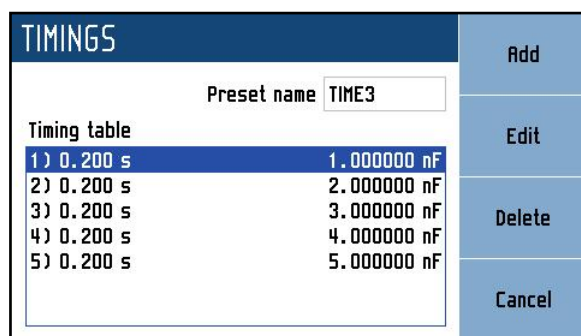 TIMINGS
Preset name TIME3
Timing table
1) 0.200 s 1.000000 nF
2) 0.200 s 2.000000 nF
3) 0.200 s 3.000000 nF
4) 0.200 s 4.000000 nF
5) 0.200 s 5.000000 nF
Add
Edit
Delete
Cancel